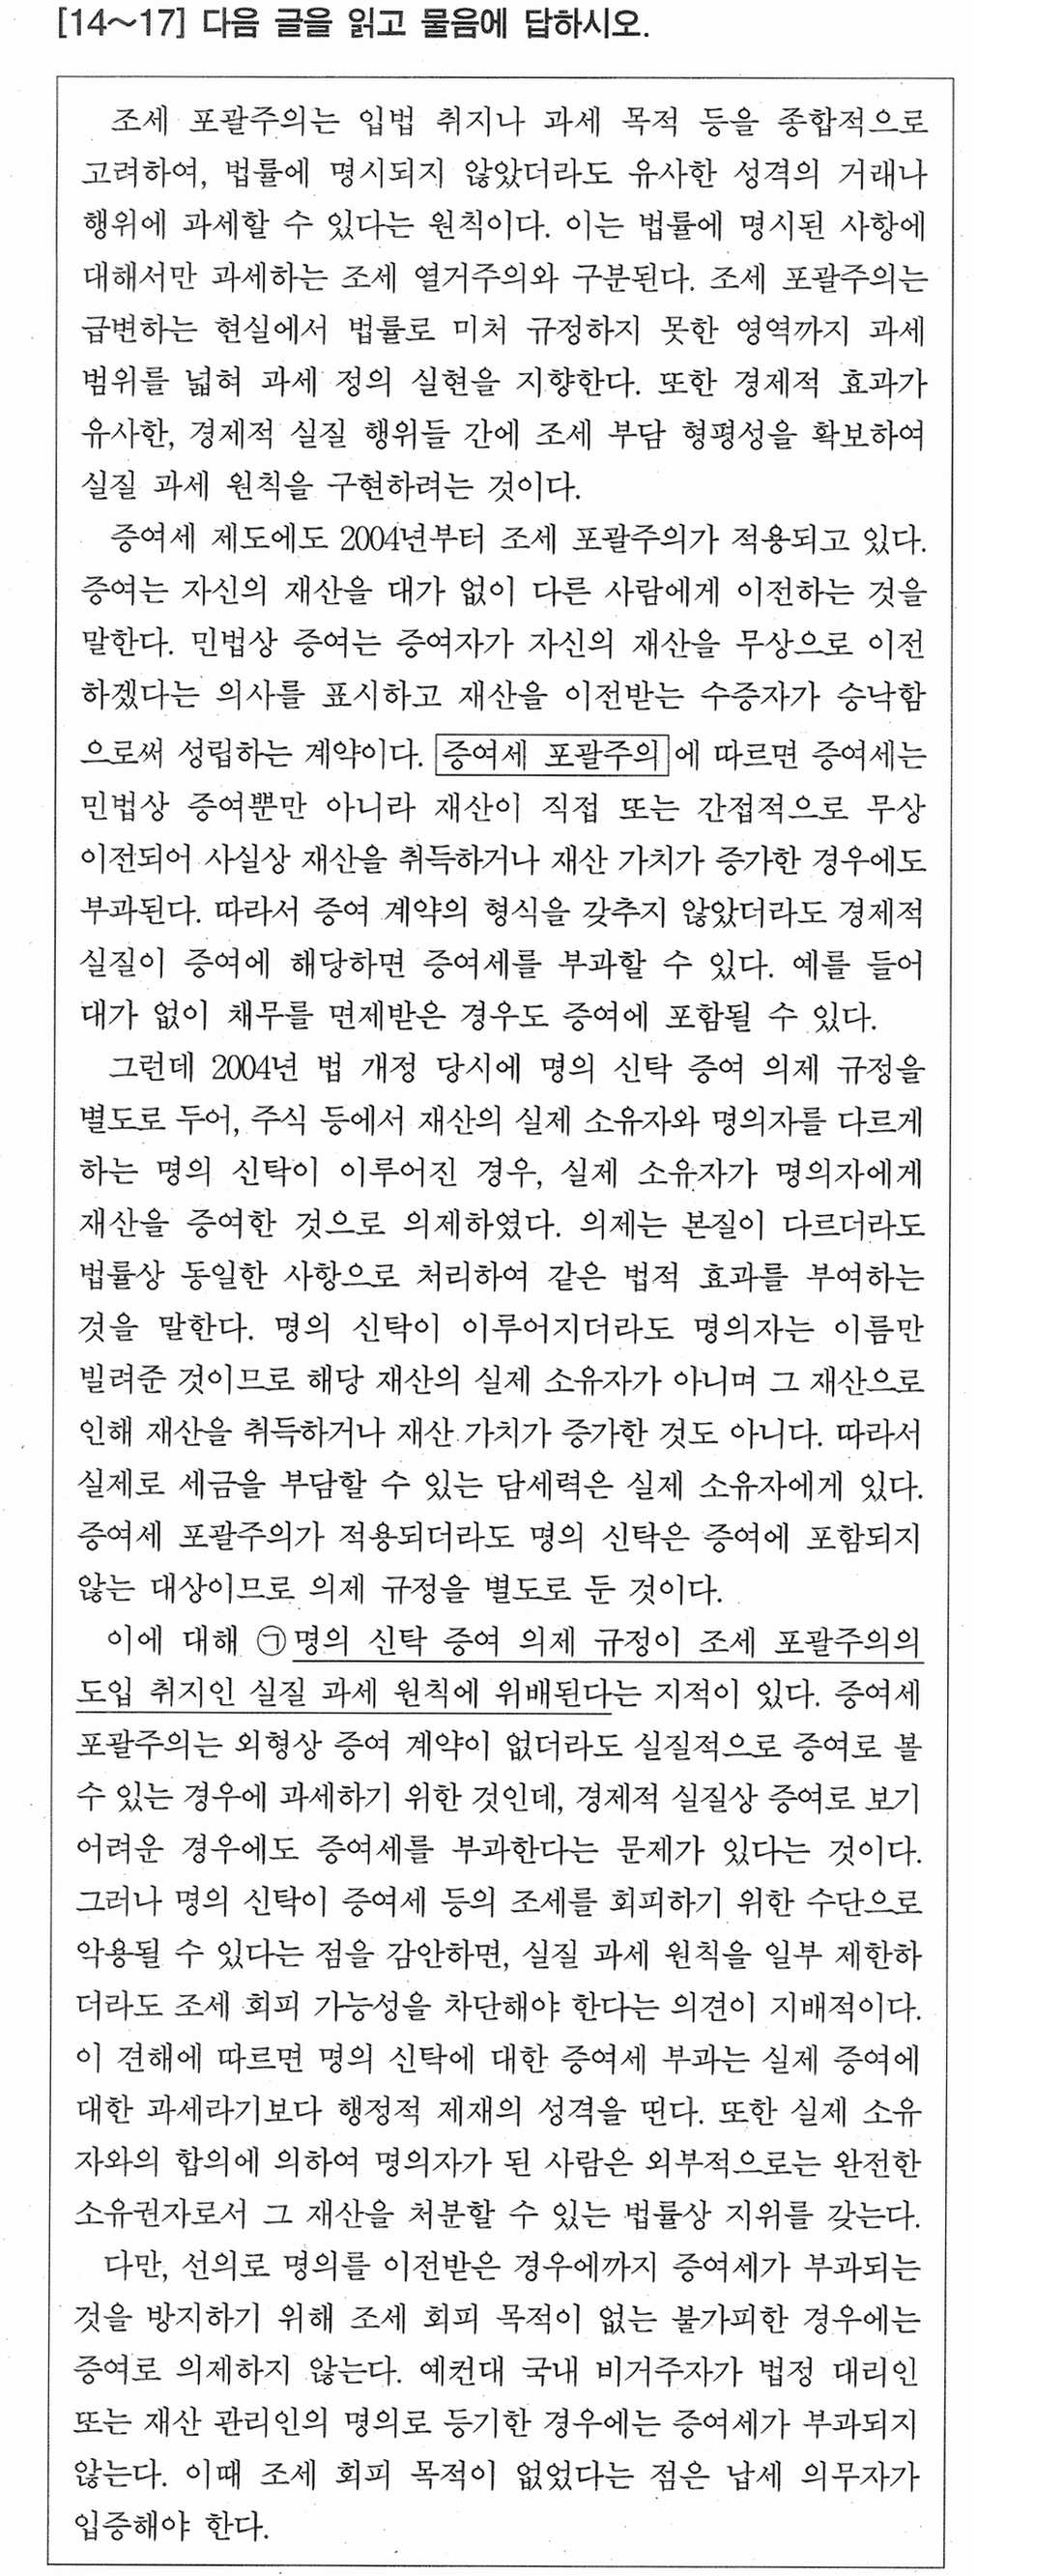 [14~17] 다음 글을 읽고 물음에 답하시오.
조세 포괄주의는 입법 취지나 과세 목적 등을 종합적으로
고려하여, 법률에 명시되지 않았더라도 유사한 성격의 거래나
행위에 과세할 수 있다는 원칙이다. 이는 법률에 명시된 사항에
대해서만 과세하는 조세 열거주의와 구분된다. 조세 포괄주의는
급변하는 현실에서 법률로 미처 규정하지 못한 영역까지 과세
범위를 넓혀 과세 정의 실현을 지향한다. 또한 경제적 효과가
유사한, 경제적 실질 행위들 간에 조세 부담 형평성을 확보하여
실질 과세 원칙을 구현하려는 것이다.
증여세 제도에도 2004년부터 조세 포괄주의가 적용되고 있다.
증여는 자신의 재산을 대가 없이 다른 사람에게 이전하는 것을
말한다. 민법상 증여는 증여자가 자신의 재산을 무상으로 이전
하겠다는 의사를 표시하고 재산을 이전받는 수증자가 승낙함
으로써 성립하는 계약이다. 증여세 포괄주의에 따르면 증여세는
민법상 증여뿐만 아니라 재산이 직접 또는 간접적으로 무상
이전되어 사실상 재산을 취득하거나 재산 가치가 증가한 경우에도
부과된다. 따라서 증여 계약의 형식을 갖추지 않았더라도 경제적
실질이 증여에 해당하면 증여세를 부과할 수 있다. 예를 들어
대가 없이 채무를 면제받은 경우도 증여에 포함될 수 있다.
그런데 2004년 법 개정 당시에 명의 신탁 증여 의제 규정을
별도로 두어, 주식 등에서 재산의 실제 소유자와 명의자를 다르게
하는 명의 신탁이 이루어진 경우, 실제 소유자가 명의자에게
재산을 증여한 것으로 의제하였다. 의제는 본질이 다르더라도
법률상 동일한 사항으로 처리하여 같은 법적 효과를 부여하는
것을 말한다. 명의 신탁이 이루어지더라도 명의자는 이름만
빌려준 것이므로 해당 재산의 실제 소유자가 아니며 그 재산으로
인해 재산을 취득하거나 재산 가치가 증가한 것도 아니다. 따라서
실제로 세금을 부담할 수 있는 담세력은 실제 소유자에게 있다.
증여세 포괄주의가 적용되더라도 명의 신탁은 증여에 포함되지
않는 대상이므로 의제 규정을 별도로 둔 것이다.
이에 대해 ㉠명의 신탁 증여 의제 규정이 조세 포괄주의의
도입 취지인 실질 과세 원칙에 위배된다는 지적이 있다. 증여세
포괄주의는 외형상 증여 계약이 없더라도 실질적으로 증여로 볼
수 있는 경우에 과세하기 위한 것인데, 경제적 실질상 증여로 보기
어려운 경우에도 증여세를 부과한다는 문제가 있다는 것이다.
그러나 명의 신탁이 증여세 등의 조세를 회피하기 위한 수단으로
악용될 수 있다는 점을 감안하면, 실질 과세 원칙을 일부 제한하
더라도 조세 회피 가능성을 차단해야 한다는 의견이 지배적이다.
이 견해에 따르면 명의 신탁에 대한 증여세 부과는 실제 증여에
대한 과세라기보다 행정적 제재의 성격을 띤다. 또한 실제 소유
자와의 합의에 의하여 명의자가 된 사람은 외부적으로는 완전한
소유권자로서 그 재산을 처분할 수 있는 법률상 지위를 갖는다.
다만, 선의로 명의를 이전받은 경우에까지 증여세가 부과되는
것을 방지하기 위해 조세 회피 목적이 없는 불가피한 경우에는
증여로 의제하지 않는다. 예컨대 국내 비거주자가 법정 대리인
또는 재산 관리인의 명의로 등기한 경우에는 증여세가 부과되지
않는다. 이때 조세 회피 목적이 없었다는 점은 납세 의무자가
입증해야 한다.